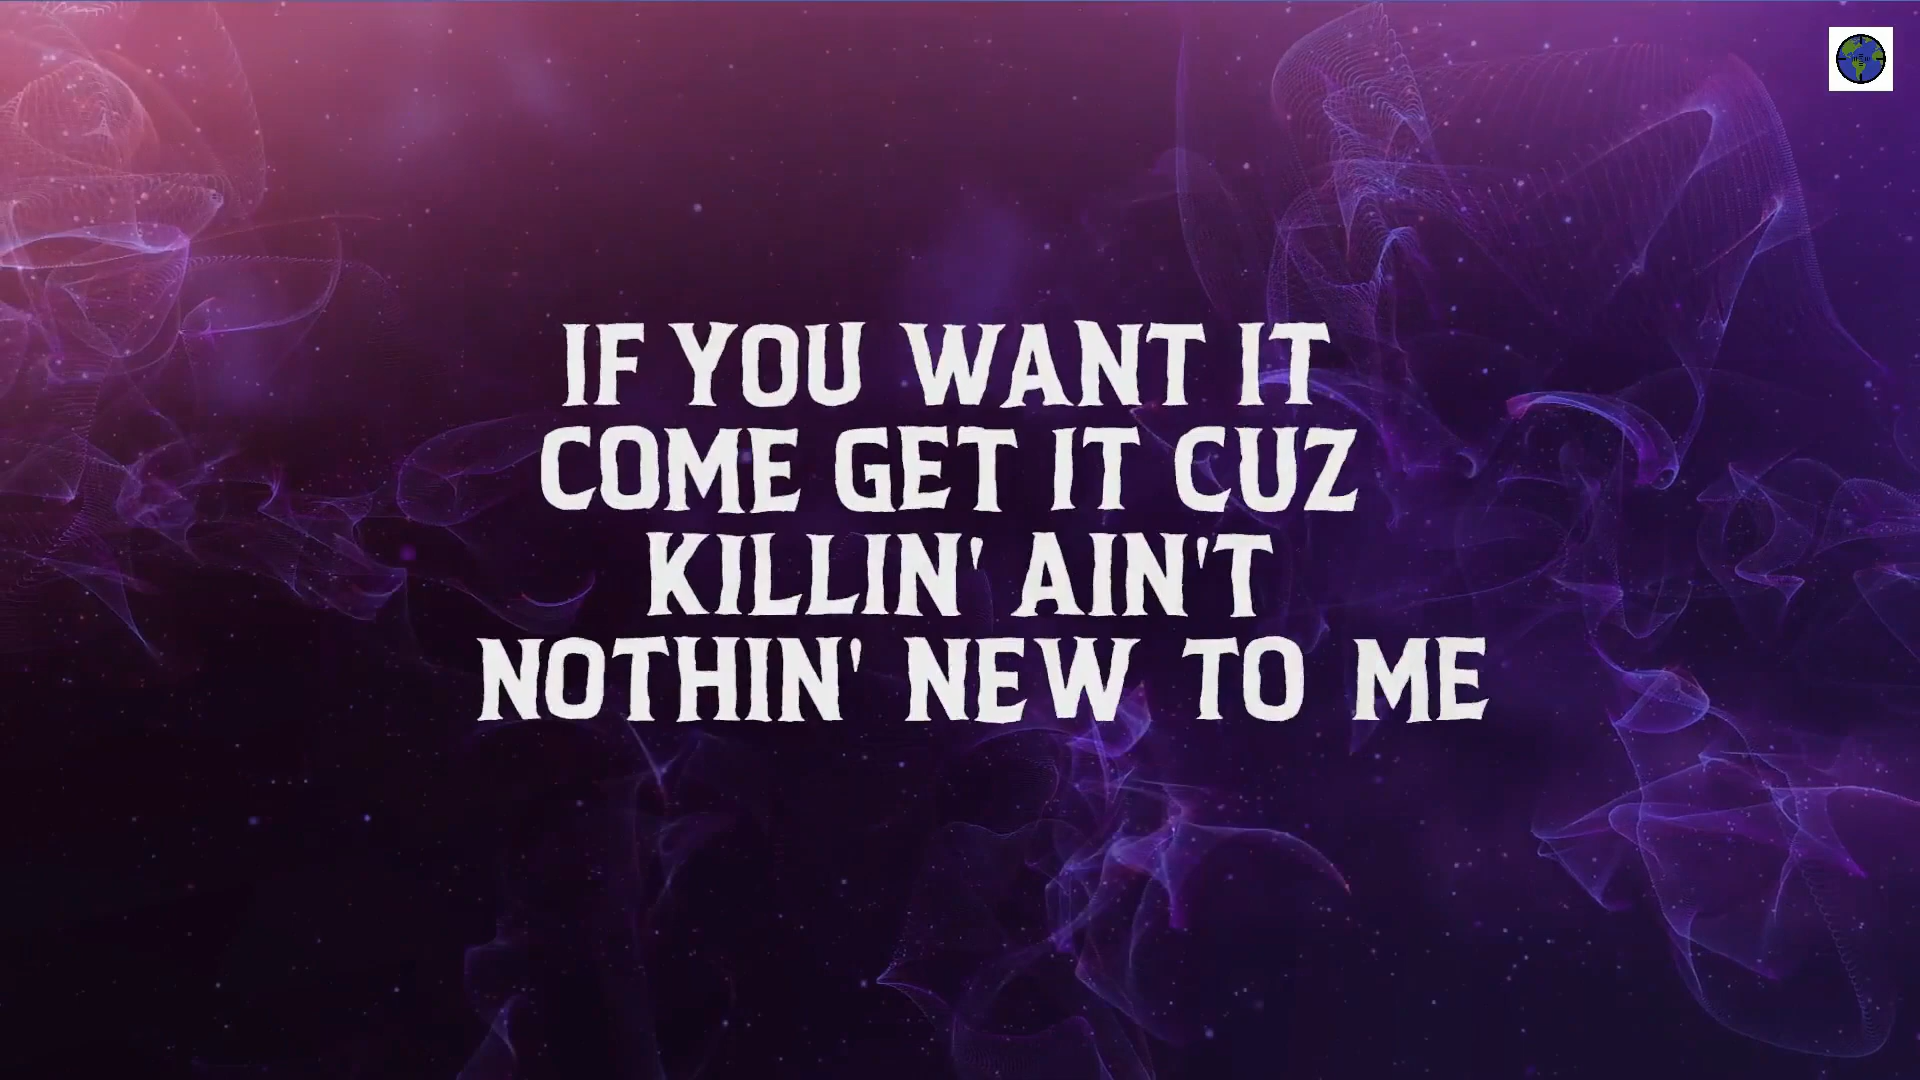 IF YOU WANT IT
COME GET IT CUZ
KILLIN' AIN'T
NOTHIN' NEW TO ME